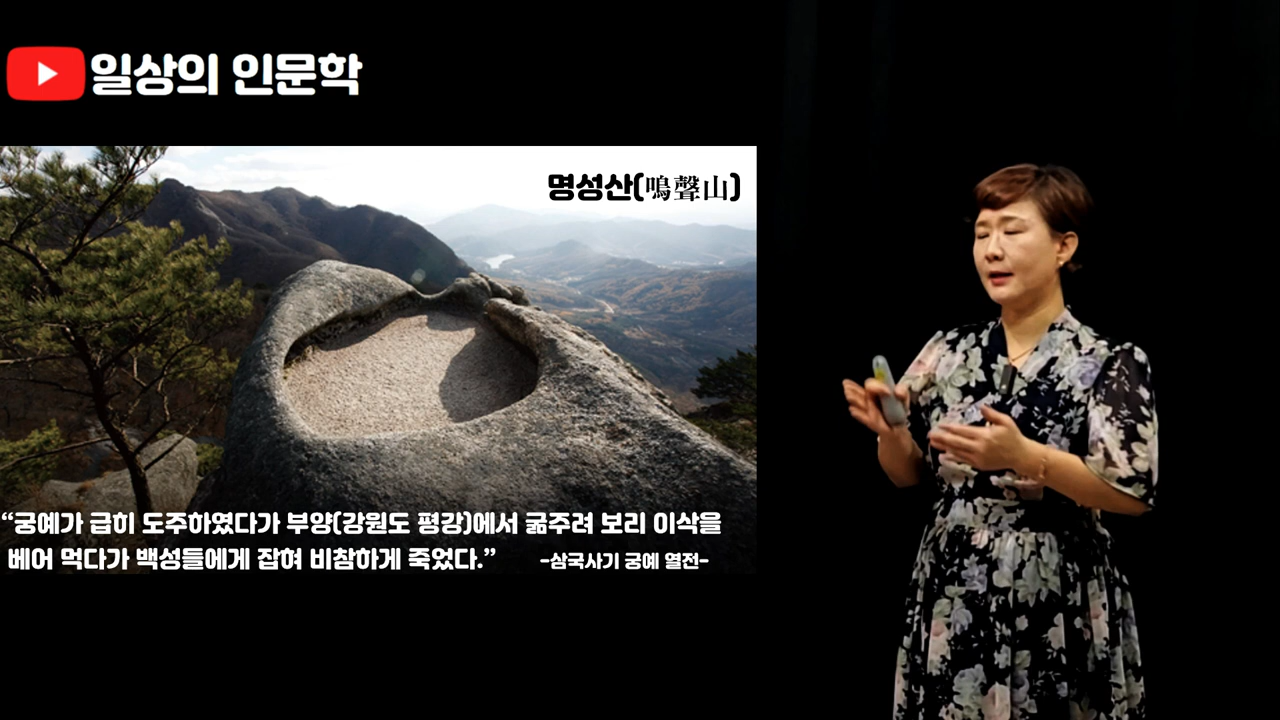 일상의 인문학
명성산(鳴聲山)
“궁예가 급히 도주하였다가 부양(강원도 평강)에서 굶주려 보리 이삭을
베어 먹다가 백성들에게 잡혀 비참하게 죽었다.” -삼국사기 궁예 열전-